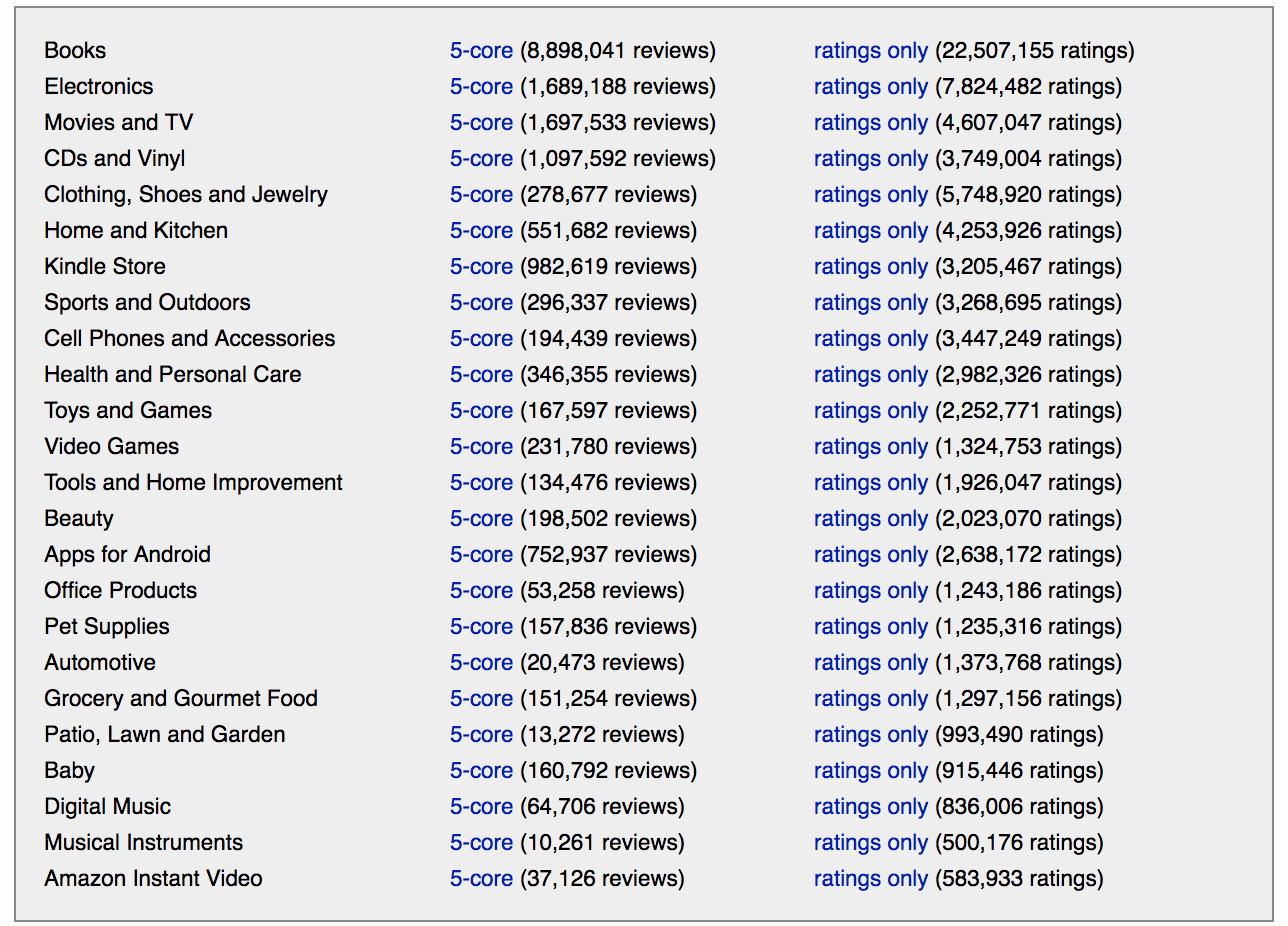 Books 5-core (8,898,041 reviews) ratings only (22,507,155 ratings)
Electronics 5-core (1,689,188 reviews) ratings only (7,824,482 ratings)
Movies and TV 5-core (1,697,533 reviews) ratings only (4,607,047 ratings)
CDs and Vinyl 5-core (1,097,592 reviews) ratings only (3,749,004 ratings)
Clothing, Shoes and Jewelry 5-core (278,677 reviews) ratings only (5,748,920 ratings)
Home and Kitchen 5-core (551,682 reviews) ratings only (4,253,926 ratings)
Kindle Store 5-core (982,619 reviews) ratings only (3,205,467 ratings)
Sports and Outdoors 5-core (296,337 reviews) ratings only (3,268,695 ratings)
Cell Phones and Accessories 5-core (194,439 reviews) ratings only (3,447,249 ratings)
Health and Personal Care 5-core (346,355 reviews) ratings only (2,982,326 ratings)
Toys and Games 5-core (167,597 reviews) ratings only (2,252,771 ratings)
Video Games 5-core (231,780 reviews) ratings only (1,324,753 ratings)
Tools and Home Improvement 5-core (134,476 reviews) ratings only (1,926,047 ratings)
Beauty 5-core (198,502 reviews) ratings only (2,023,070 ratings)
Apps for Android 5-core (752,937 reviews) ratings only (2,638,172 ratings)
Office Products 5-core (53,258 reviews) ratings only (1,243,186 ratings)
Pet Supplies 5-core (157,836 reviews) ratings only (1,235,316 ratings)
Automotive 5-core (20,473 reviews) ratings only (1,373,768 ratings)
Grocery and Gourmet Food 5-core (151,254 reviews) ratings only (1,297,156 ratings)
Patio, Lawn and Garden 5-core (13,272 reviews) ratings only (993,490 ratings)
Baby 5-core (160,792 reviews) ratings only (915,446 ratings)
Digital Music 5-core (64,706 reviews) ratings only (836,006 ratings)
Musical Instruments 5-core (10,261 reviews) ratings only (500,176 ratings)
Amazon Instant Video 5-core (37,126 reviews) ratings only (583,933 ratings)